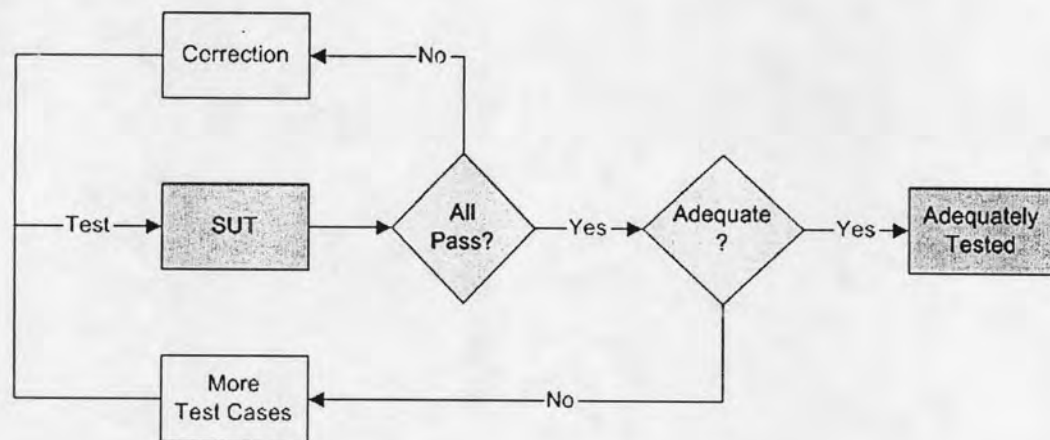 Correction
No
Test
SUT
All
Pass?
Yes
Adequate
?
Yes
Adequately
Tested
More
Test Cases
No